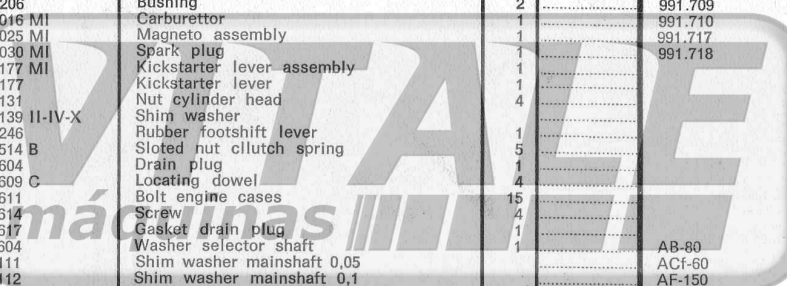 206 Bushing 2 991.709
016 MI Carburettor 1 991.710
025 MI Magneto assembly 1 991.717
030 MI Spark plug 1 991.718
177 MI Kickstarter lever assembly 1
177 Kickstarter lever 1
131 Nut cylinder head 4
139 II-IV-X Shim washer
246 Rubber footshift lever 1
514 B Sloted nut cllutch spring 5
604 Drain plug 1
609 C Locating dowel 4
611 Bolt engine cases 15
614 Screw 4
617 Gasket drain plug 1
604 Washer selector shaft 1 AB-80
111 Shim washer mainshaft 0,05 ACf-60
112 Shim washer mainshaft 0,1 AF-150
VITALE
máquinas